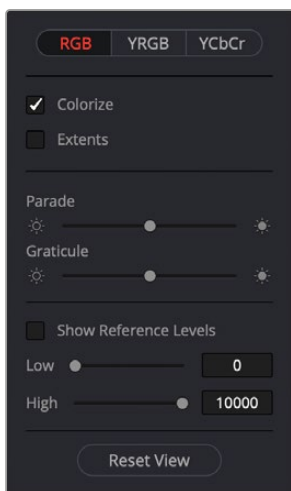 RGB YRGB YCbCr
Colorize
Extents
Parade
Graticule
Show Reference Levels
Low 0
High 10000
Reset View